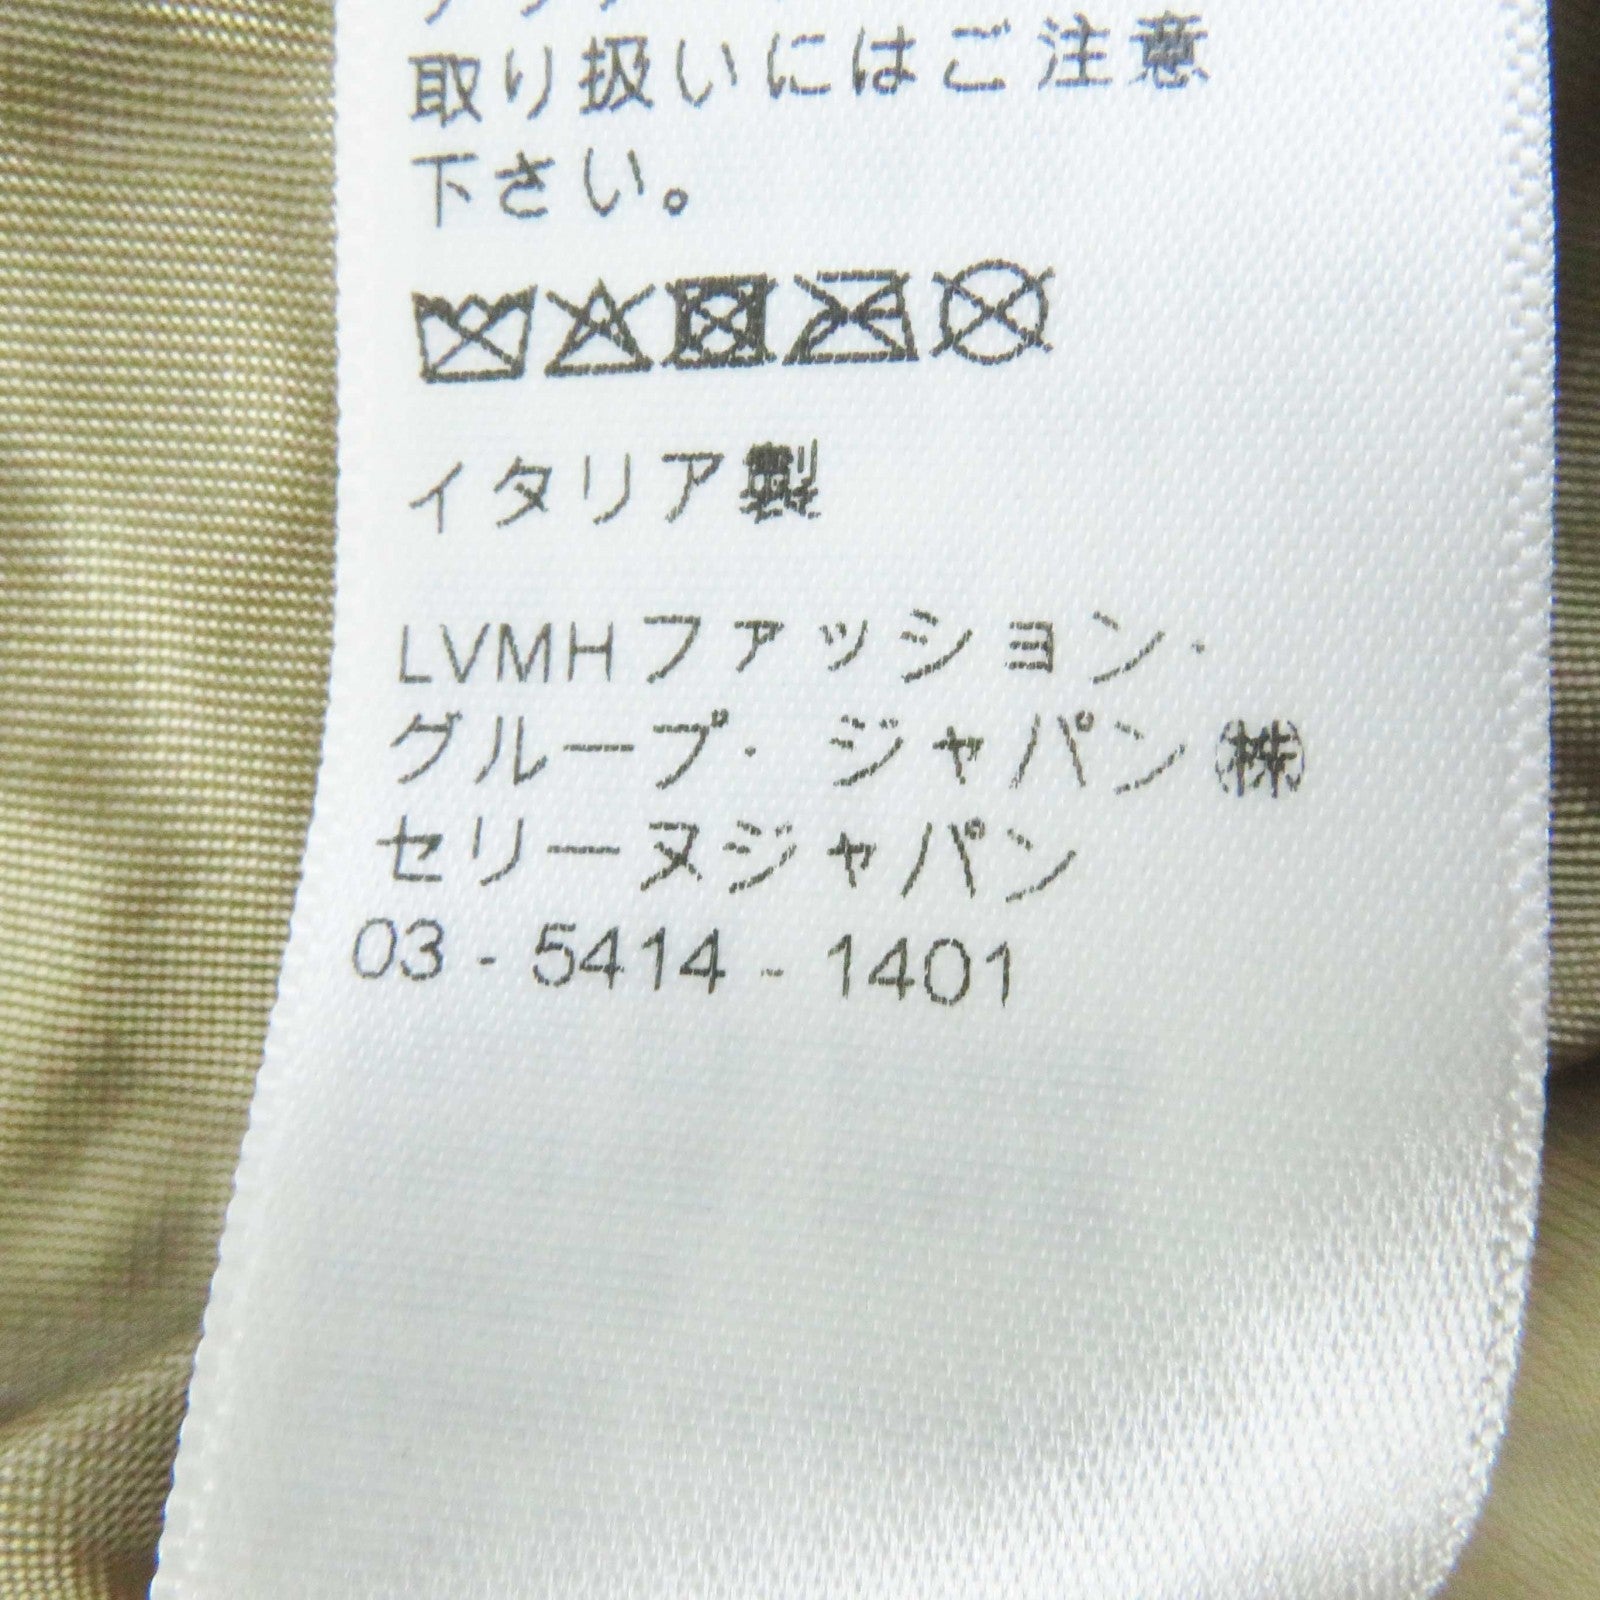 取り扱いにはご注意
下さい。
イタリア製
LVMHファッション・
グループ・ジャパン㈱
セリーヌジャパン
03 - 5414 - 1401